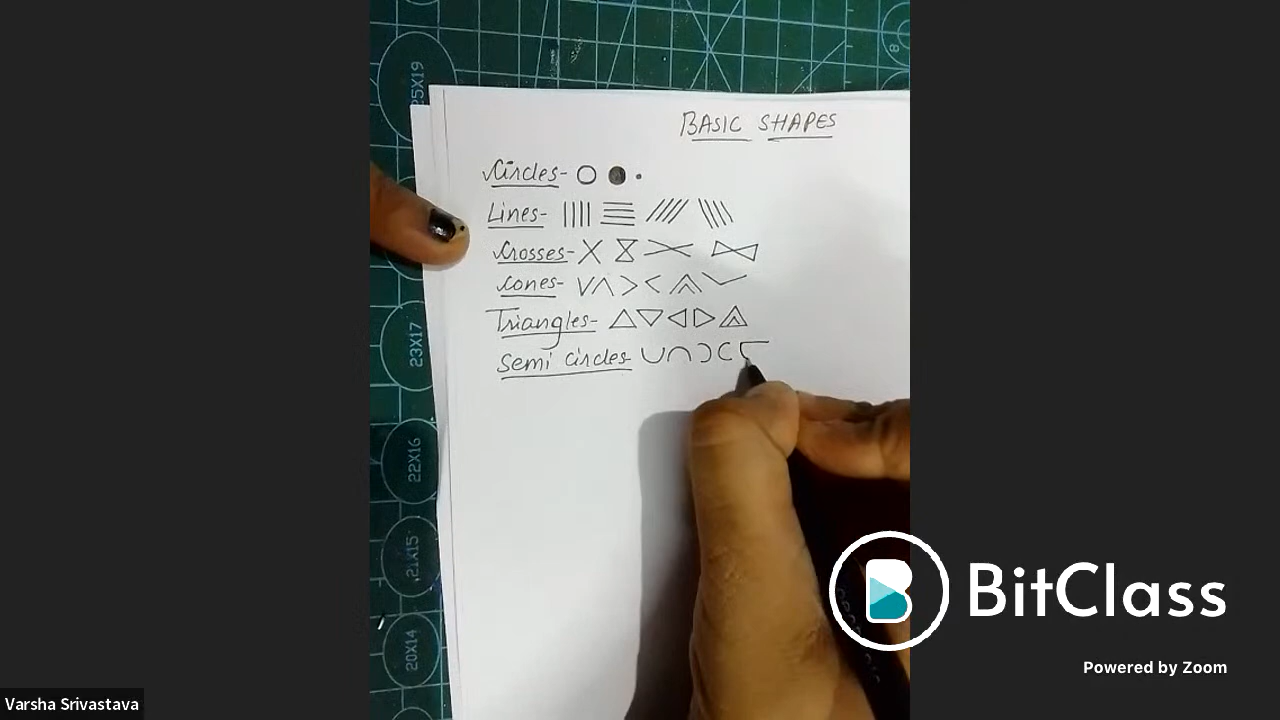 25X19
8
BASIC SHAPES
Circles-
Lines-
Crosses-
Cones-
23X17
Triangles-
Semi Circles-
22X16
21X15
20X14
BitClass
Powered by Zoom
Varsha Srivastava